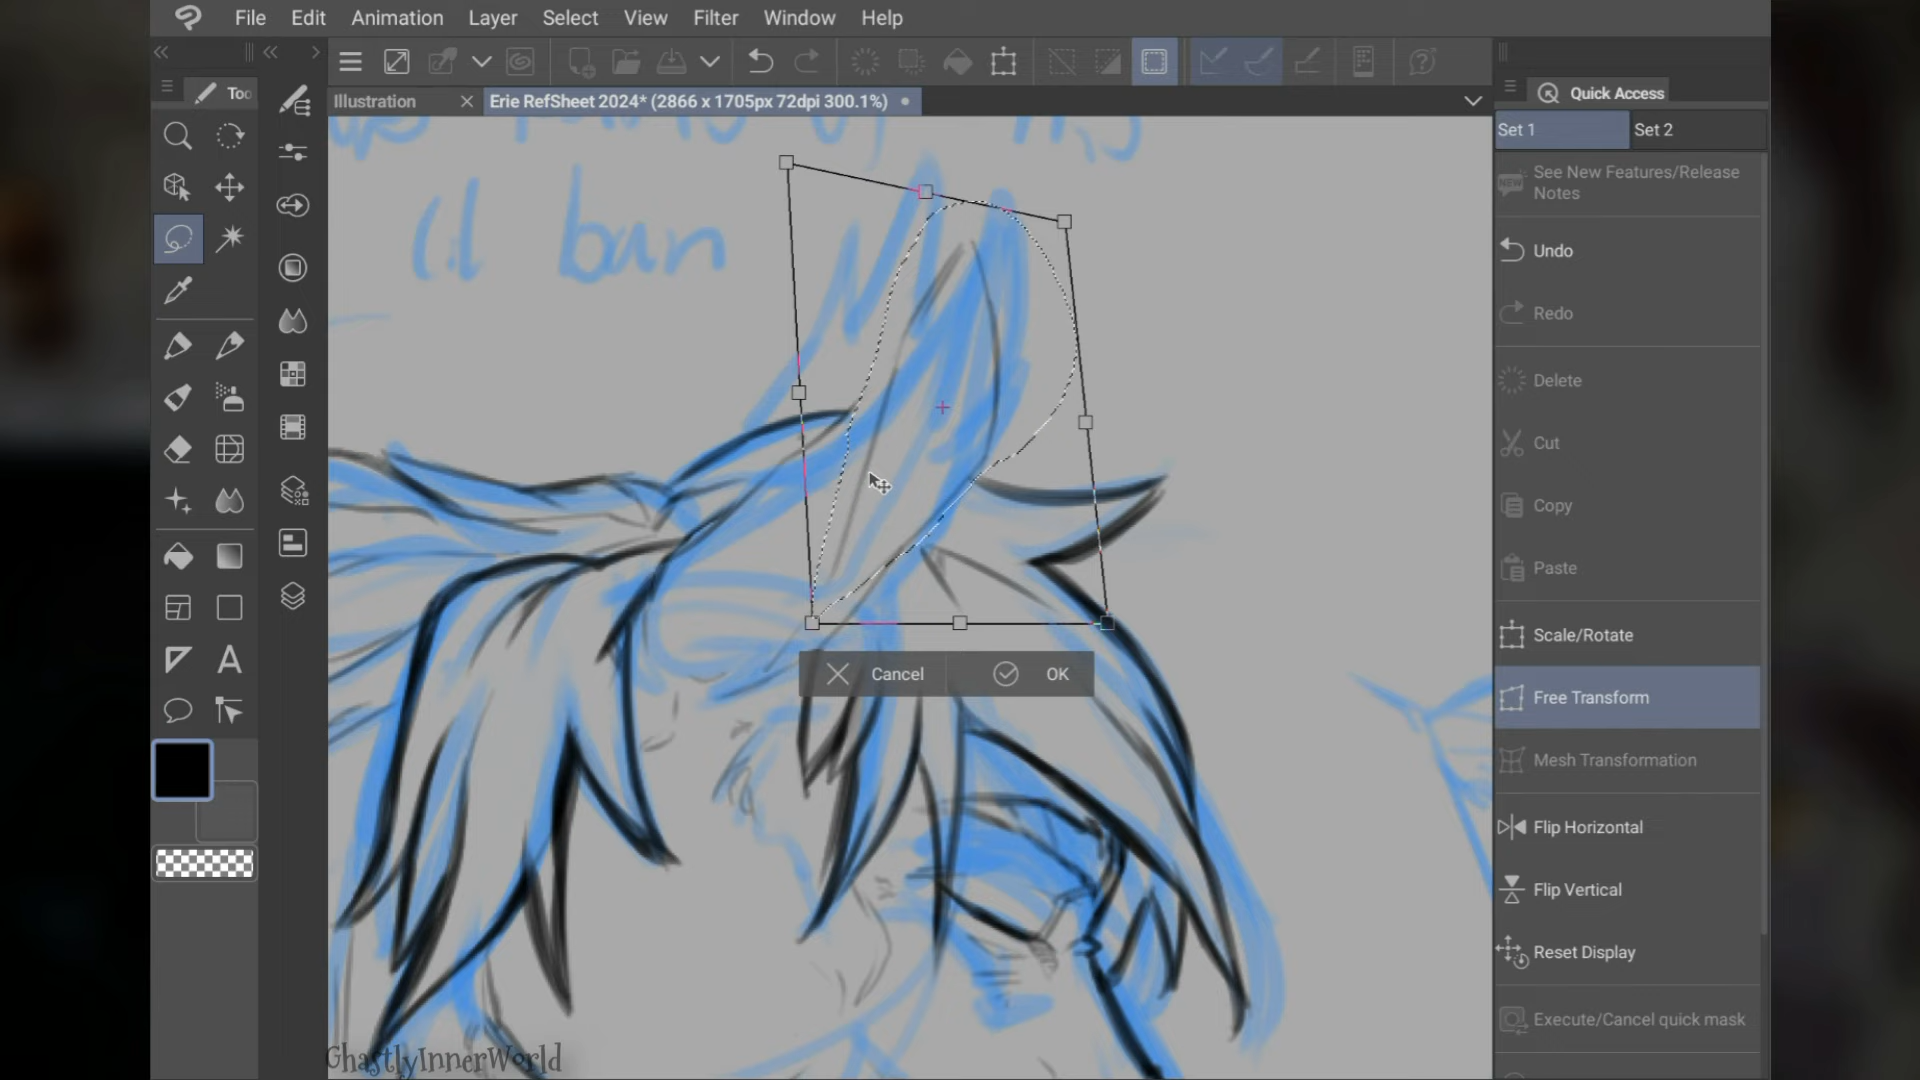 File Edit Animation Layer Select View Filter Window Help
Too
Illustration
Erie RefSheet 2024* (2866 x 1705px 72dpi 300.1%)
Quick Access
Set 1
Set 2
See New Features/Release
Notes
Undo
Redo
Delete
Cut
Copy
Paste
Scale/Rotate
Free Transform
Mesh Transformation
Flip Horizontal
Flip Vertical
Reset Display
Execute/Cancel quick mask
ban
Cancel
OK
GhastlyInnerWorld